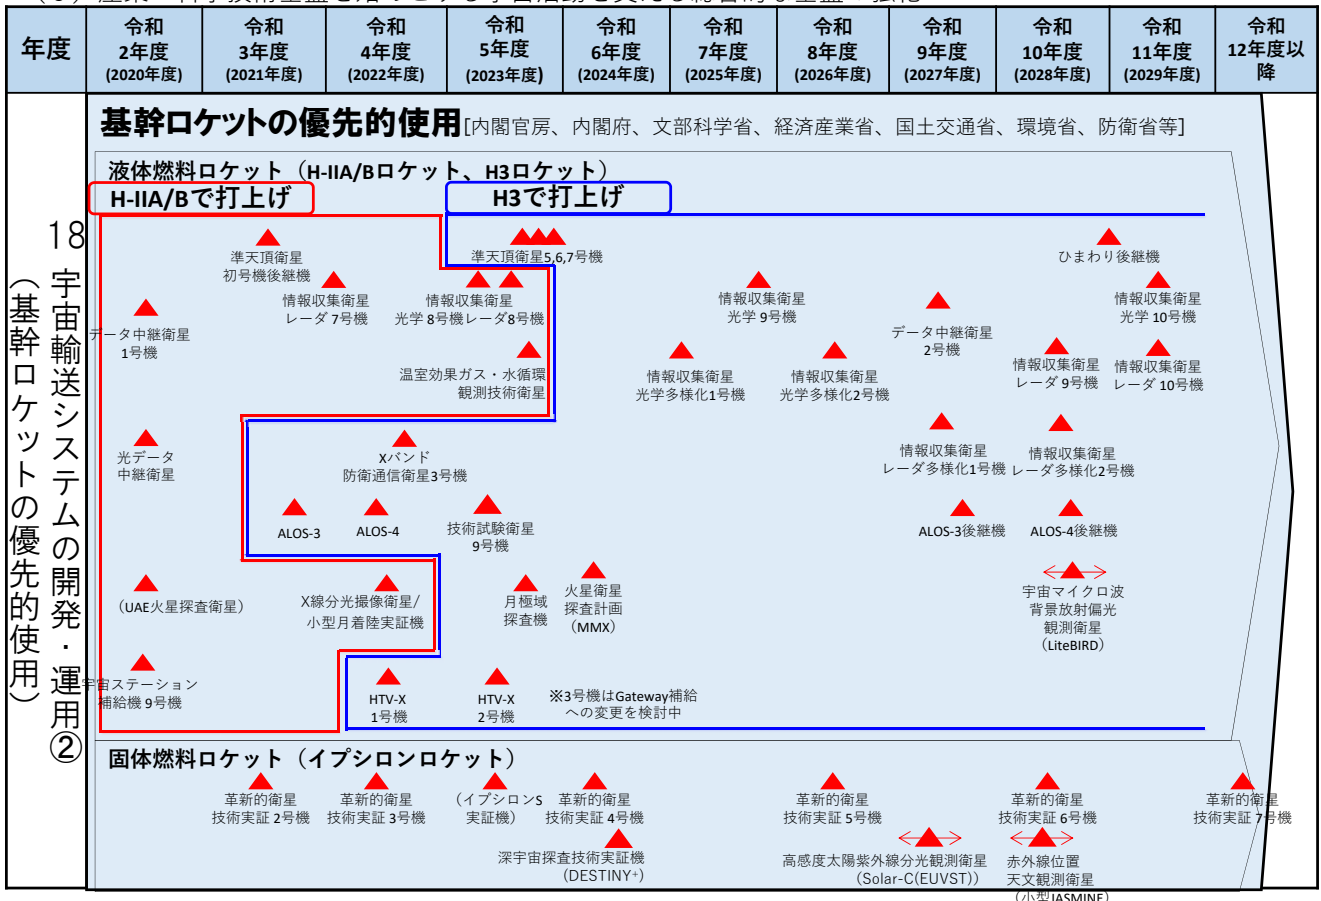 年度
令和
2年度
(2020年度)
令和
3年度
(2021年度)
令和
4年度
(2022年度)
令和
5年度
(2023年度)
令和
6年度
(2024年度)
令和
7年度
(2025年度)
令和
8年度
(2026年度)
令和
9年度
(2027年度)
令和
10年度
(2028年度)
令和
11年度
(2029年度)
令和
12年度以
降
18
宇宙輸送システムの開発・運用②
（基幹ロケットの優先的使用）
基幹ロケットの優先的使用[内閣官房、内閣府、文部科学省、経済産業省、国土交通省、環境省、防衛省等]
液体燃料ロケット（H-IIA/Bロケット、H3ロケット）
H-IIA/Bで打上げ
H3で打上げ
準天頂衛星
初号機後継機
準天頂衛星5,6,7号機
ひまわり後継機
データ中継衛星
1号機
情報収集衛星
レーダ 7号機
情報収集衛星
光学 8号機レーダ8号機
情報収集衛星
光学 9号機
データ中継衛星
2号機
情報収集衛星
光学 10号機
温室効果ガス・水循環
観測技術衛星
情報収集衛星
光学多様化1号機
情報収集衛星
光学多様化2号機
情報収集衛星
レーダ 9号機
情報収集衛星
レーダ 10号機
光データ
中継衛星
Xバンド
防衛通信衛星3号機
情報収集衛星
レーダ多様化1号機
情報収集衛星
レーダ多様化2号機
ALOS-3
ALOS-4
技術試験衛星
9号機
ALOS-3後継機
ALOS-4後継機
（UAE火星探査衛星）
X線分光撮像衛星/
小型月着陸実証機
月極域
探査機
火星衛星
探査計画
（MMX）
宇宙マイクロ波
背景放射偏光
観測衛星
（LiteBIRD）
宇宙ステーション
補給機 9号機
HTV-X
1号機
HTV-X
2号機
※3号機はGateway補給
への変更を検討中
固体燃料ロケット（イプシロンロケット）
革新的衛星
技術実証 2号機
革新的衛星
技術実証 3号機
（イプシロンS
実証機）
革新的衛星
技術実証 4号機
革新的衛星
技術実証 5号機
革新的衛星
技術実証 6号機
革新的衛星
技術実証 7号機
深宇宙探査技術実証機
（DESTINY+）
高感度太陽紫外線分光観測衛星
（Solar-C(EUVST)）
赤外線位置
天文観測衛星
（小型JASMINE）